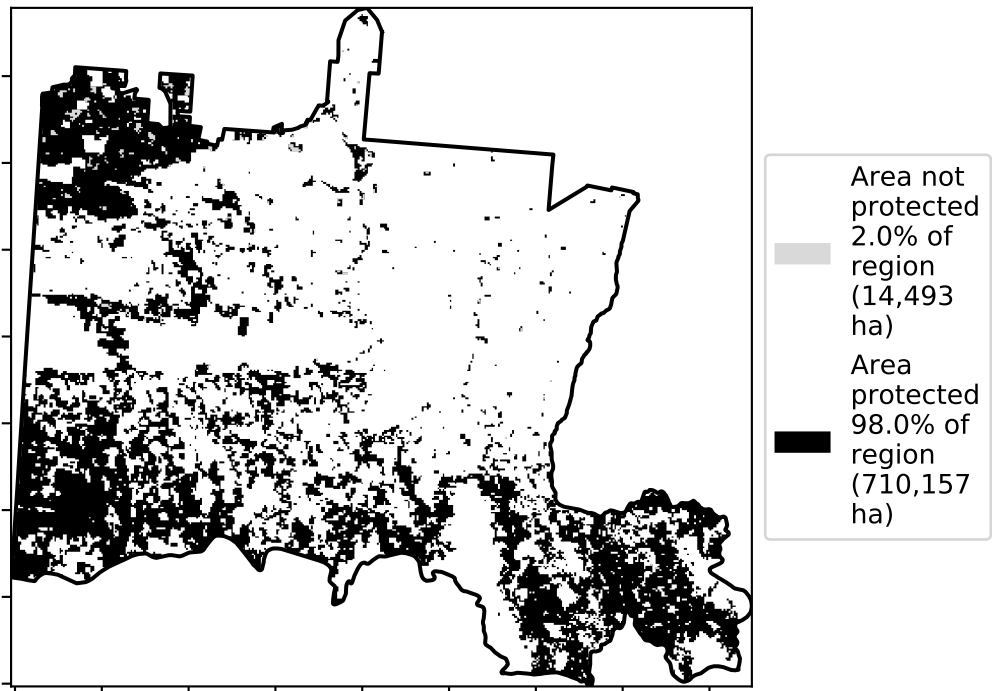 Area not
protected
2.0% of
region
(14,493
ha)
Area
protected
98.0% of
region
(710,157
ha)